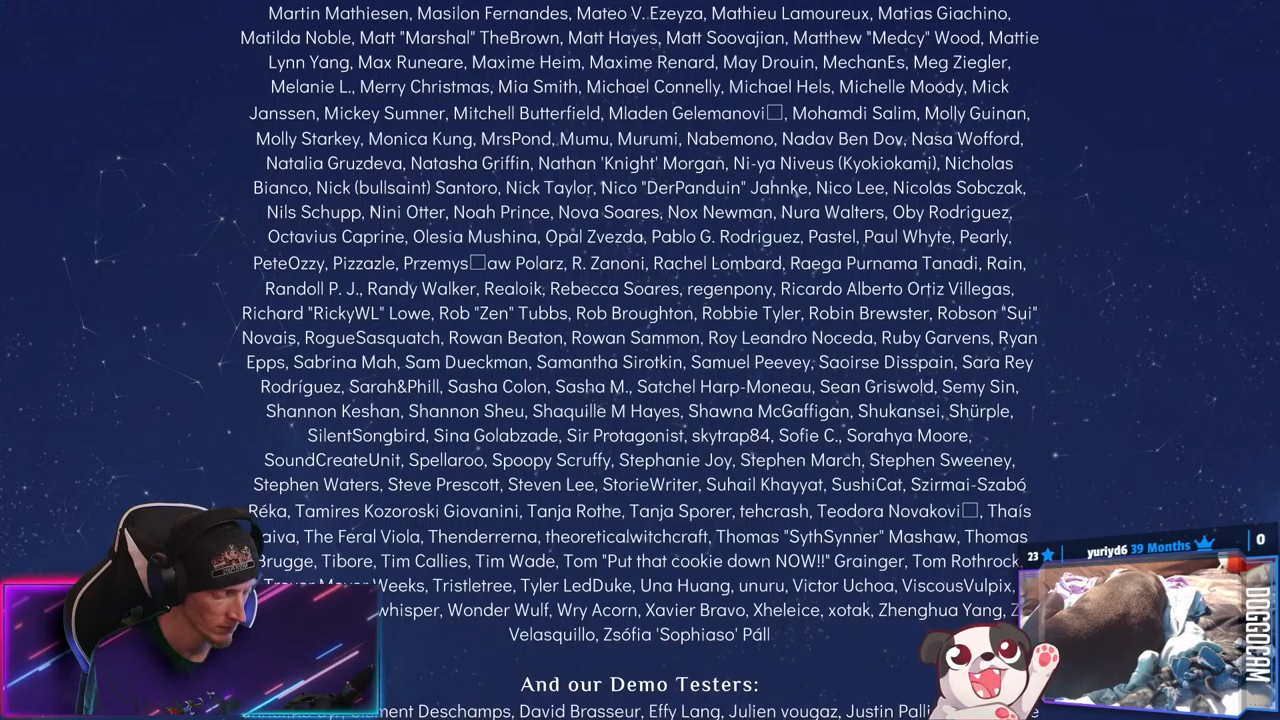 Martin Mathiesen, Masilon Fernandes, Mateo V. Ezeyza, Mathieu Lamoureux, Matias Giachino,
Matilda Noble, Matt "Marshal" TheBrown, Matt Hayes, Matt Soovajian, Matthew "Medcy" Wood, Mattie
Lynn Yang, Max Runeare, Maxime Heim, Maxime Renard, May Drouin, MechanEs, Meg Ziegler,
Melanie L., Merry Christmas, Mia Smith, Michael Connelly, Michael Hels, Michelle Moody, Mick
Janssen, Mickey Sumner, Mitchell Butterfield, Mladen Gelemanovi□, Mohamdi Salim, Molly Guinan,
Molly Starkey, Monica Kung, MrsPond, Mumu, Murumi, Nabemono, Nadav Ben Dov, Nasa Wofford,
Natalia Gruzdeva, Natasha Griffin, Nathan 'Knight' Morgan, Ni-ya Niveus (Kyokiokami), Nicholas
Bianco, Nick (bullsaint) Santoro, Nick Taylor, Nico "DerPanduin" Jahnke, Nico Lee, Nicolas Sobczak,
Nils Schupp, Nini Otter, Noah Prince, Nova Soares, Nox Newman, Nura Walters, Oby Rodriguez,
Octavius Caprine, Olesia Mushina, Opal Zvezda, Pablo G. Rodriguez, Pastel, Paul Whyte, Pearly,
PeteOzzy, Pizzazle, Przemys□aw Polarz, R. Zanoni, Rachel Lombard, Raega Purnama Tanadi, Rain,
Randoll P. J., Randy Walker, Realoik, Rebecca Soares, regenpony, Ricardo Alberto Ortiz Villegas,
Richard "RickyWL" Lowe, Rob "Zen" Tubbs, Rob Broughton, Robbie Tyler, Robin Brewster, Robson "Sui"
Novais, RogueSasquatch, Rowan Beaton, Rowan Sammon, Roy Leandro Noceda, Ruby Garvens, Ryan
Epps, Sabrina Mah, Sam Dueckman, Samantha Sirotkin, Samuel Peevey, Saoirse Disspain, Sara Rey
Rodríguez, Sarah&Phill, Sasha Colon, Sasha M., Satchel Harp-Moneau, Sean Griswold, Semy Sin,
Shannon Keshan, Shannon Sheu, Shaquille M Hayes, Shawna McGaffigan, Shukansei, Shürple,
SilentSongbird, Sina Golabzade, Sir Protagonist, skytrap84, Sofie C., Sorahya Moore,
SoundCreateUnit, Spellaroo, Spoopy Scruffy, Stephanie Joy, Stephen March, Stephen Sweeney,
Stephen Waters, Steve Prescott, Steven Lee, StorieWriter, Suhail Khayyat, SushiCat, Szirmai-Szabó
Réka, Tamires Kozoroski Giovanini, Tanja Rothe, Tanja Sporer, tehcrash, Teodora Novakovi□, Thaís
aiva, The Feral Viola, Thenderrerna, theoreticalwitchcraft, Thomas "SythSynner" Mashaw, Thomas
Brugge, Tibore, Tim Callies, Tim Wade, Tom "Put that cookie down NOW!!" Grainger, Tom Rothrock,
Weeks, Tristletree, Tyler LedDuke, Una Huang, unuru, Victor Uchoa, ViscousVulpix,
whisper, Wonder Wulf, Wry Acorn, Xavier Bravo, Xheleice, xotak, Zhenghua Yang, Z
Velasquillo, Zsófia 'Sophiaso' Páll
And our Demo Testers:
Deschamps, David Brasseur, Effy Lang, Julien vougaz, Justin
23 yuriyd6 39 Months 0
DOGGOCAM